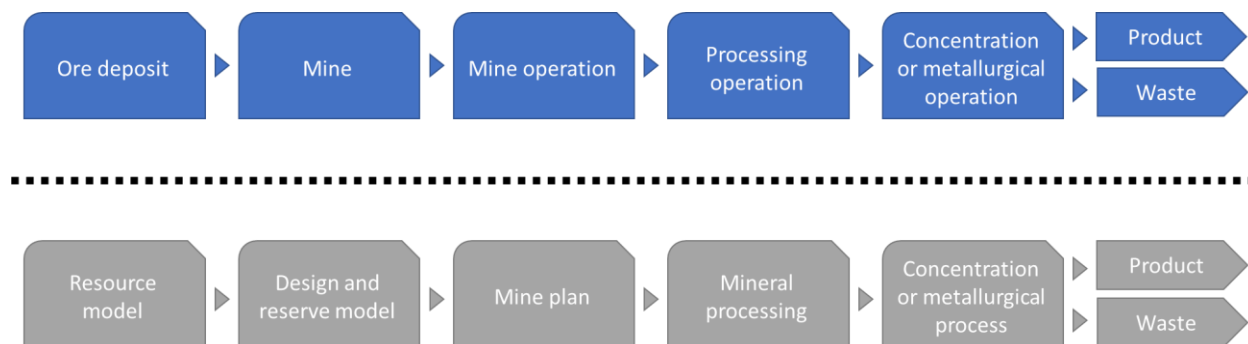 Ore deposit
Mine
Mine operation
Processing
operation
Concentration
or metallurgical
operation
Product
Waste
Resource
model
Design and
reserve model
Mine plan
Mineral
processing
Concentration
or metallurgical
process
Product
Waste